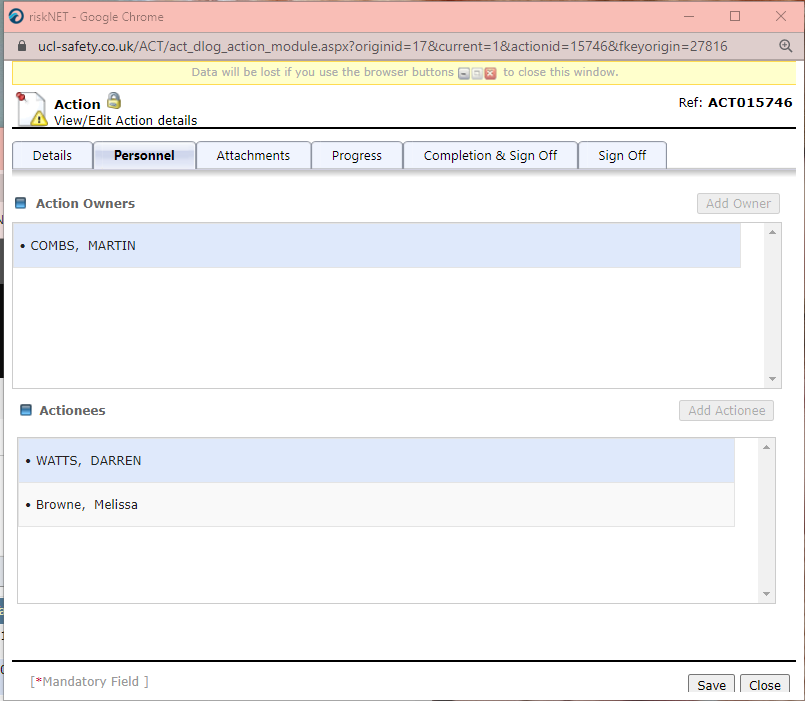 riskNET - Google Chrome
ucl-safety.co.uk/ACT/act_dlog_action_module.aspx?originid=17&current=1&actionid=15746&fkeyorigin=27816
Data will be lost if you use the browser buttons to close this window.
Action
Ref: ACT015746
View/Edit Action details
Details Personnel Attachments Progress Completion & Sign Off Sign Off
Action Owners Add Owner
• COMBS, MARTIN
Actionees Add Actionee
• WATTS, DARREN
• Browne, Melissa
[*Mandatory Field ]
Save Close